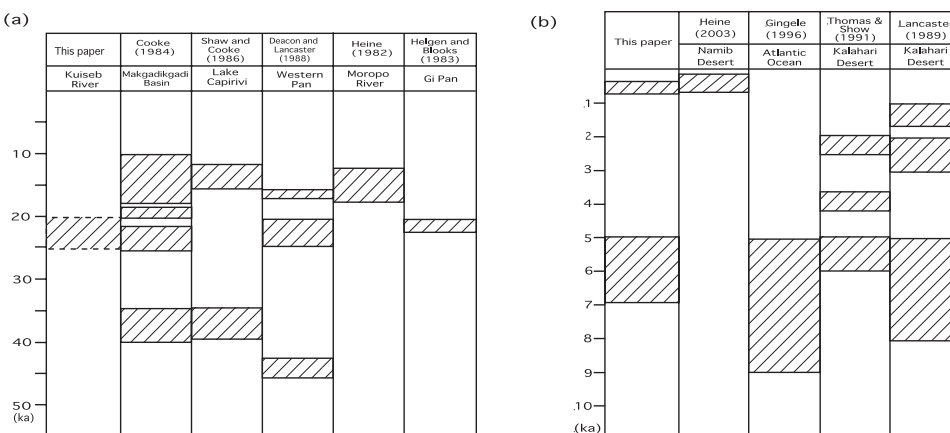 (a)
This paper
Cooke
(1984)
Shaw and
Cooke
(1986)
Deacon and
Lancaster
(1988)
Heine
(1982)
Helgen and
Blooks
(1983)
Kuiseb
River
Makgadikgadi
Basin
Lake
Capirivi
Western
Pan
Moropo
River
Gi Pan
10
20
30
40
50
(ka)
(b)
This paper
Heine
(2003)
Gingele
(1996)
Thomas &
Show
(1991)
Lancaste
(1989)
Namib
Desert
Atlantic
Ocean
Kalahari
Desert
Kalahari
Desert
1
2
3
4
5
6
7
8
9
10
(ka)